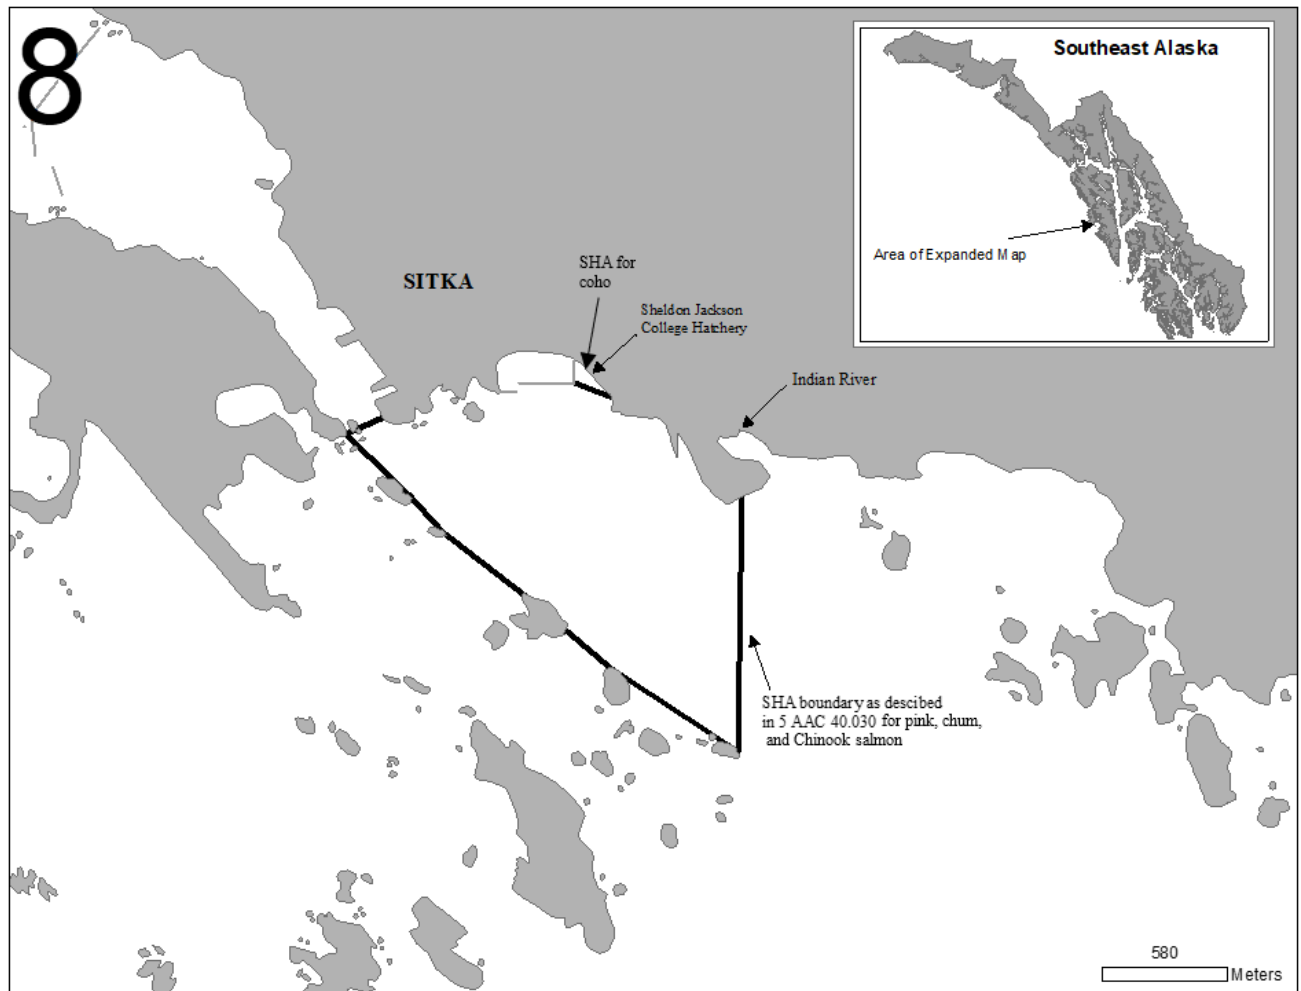 8
Southeast Alaska
Area of Expanded Map
SITKA
SHA for
coho
Sheldon Jackson
College Hatchery
Indian River
SHA boundary as descibed
in 5 AAC 40.030 for pink, chum,
and Chinook salmon
580
Meters